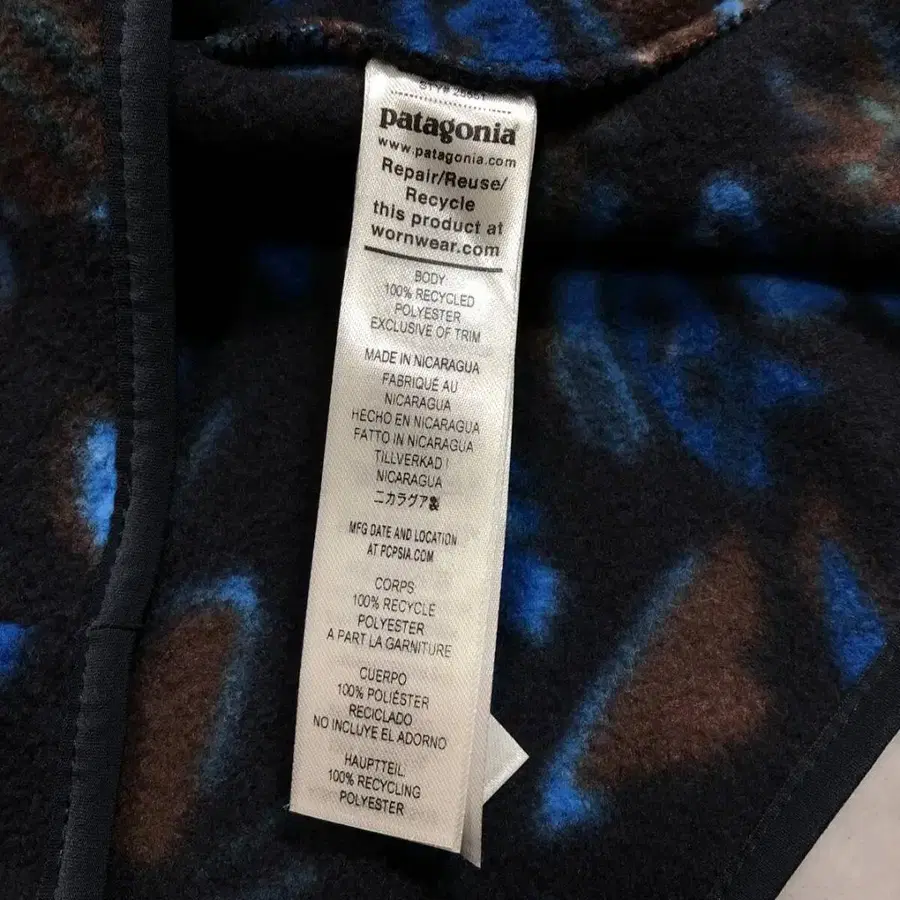 patagonia
www.patagonia.com
Repair/Reuse/
Recycle
this product at
wornwear.com
BODY
100% RECYCLED
POLYESTER
EXCLUSIVE OF TRIM
MADE IN NICARAGUA
FABRIQUÉ AU
NICARAGUA
HECHO EN NICARAGUA
FATTO IN NICARAGUA
TILLVERKAD I
NICARAGUA
ニカラグア製
MFG DATE AND LOCATION
AT PCPSIA.COM
CORPS
100% RECYCLE
POLYESTER
A PART LA GARNITURE
CUERPO
100% POLIÉSTER
RECICLADO
NO INCLUYE EL ADORNO
HAUPTTEIL:
100% RECYCLING
POLYESTER